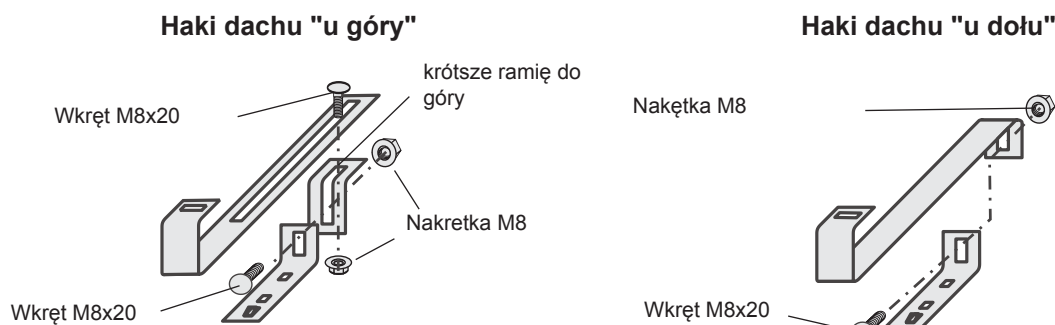 Haki dachu "u góry"
Haki dachu "u dołu"
krótsze ramię do
góry
Wkręt M8x20
Nakętka M8
Nakretka M8
Wkręt M8x20
Wkręt M8x20